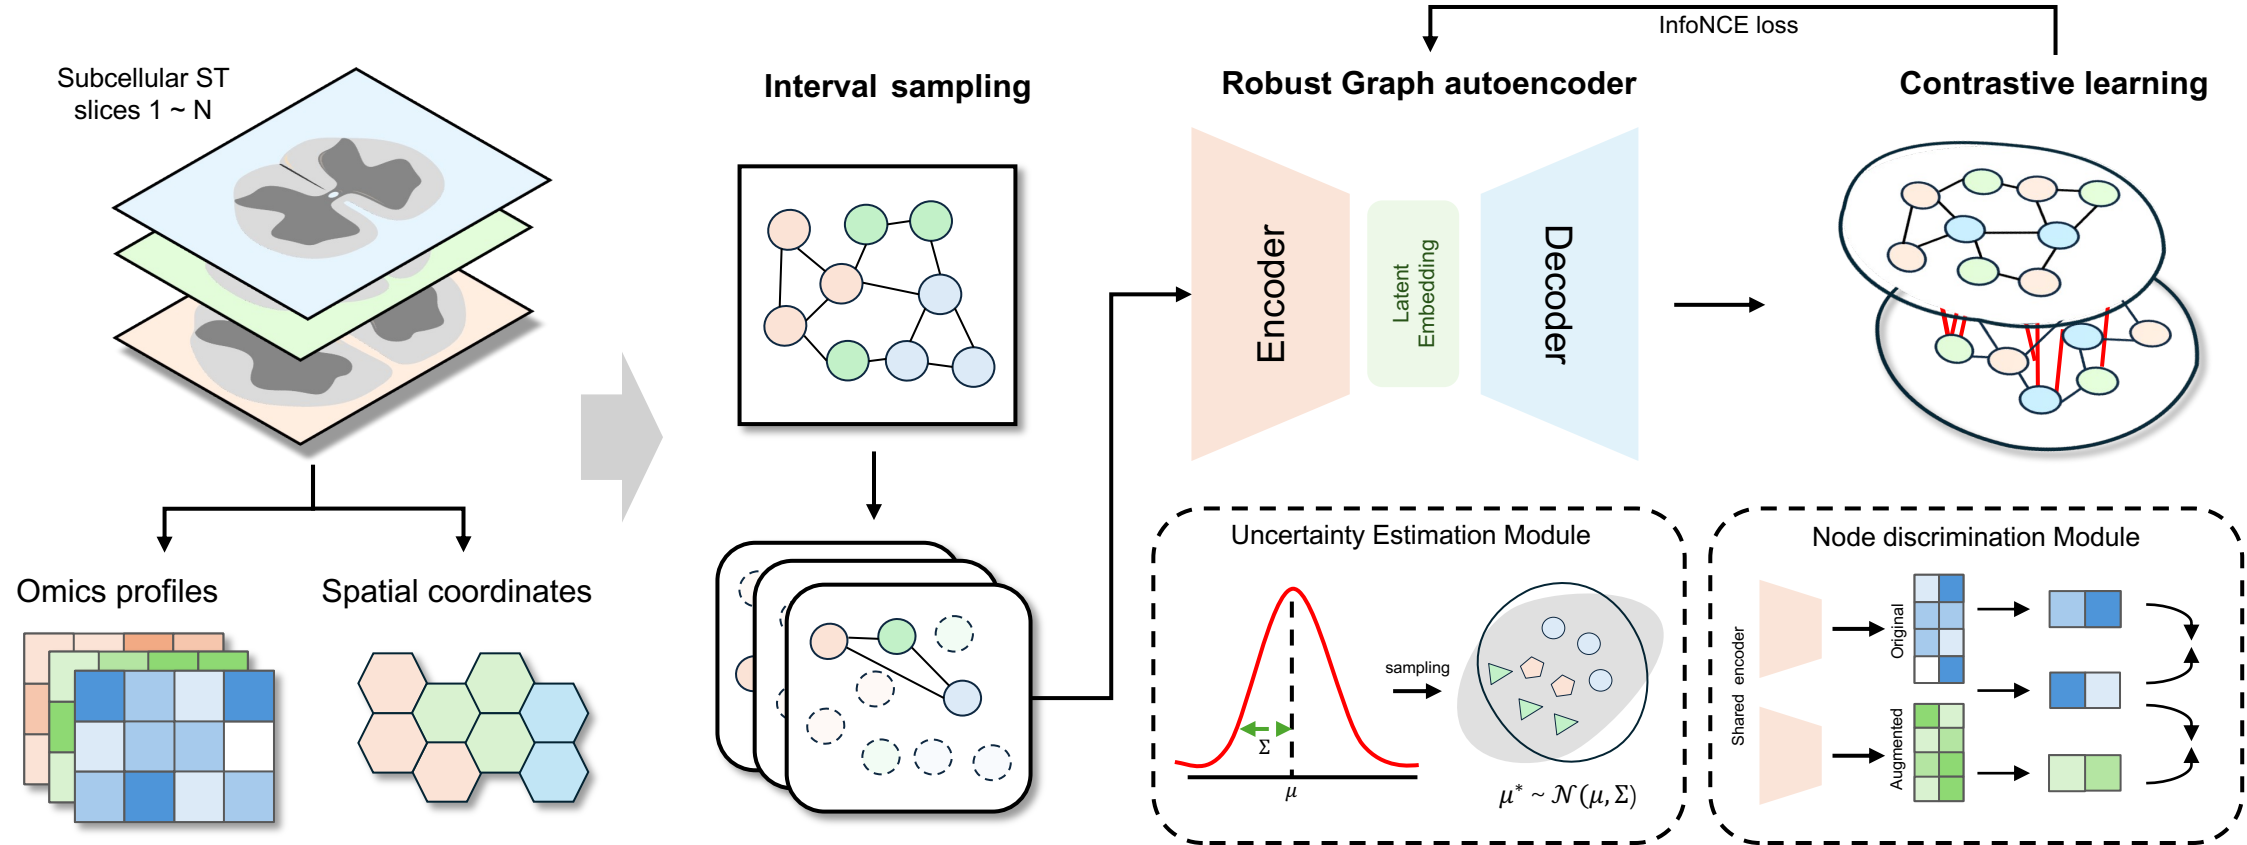 Subcellular ST
slices 1 ~ N
Omics profiles
Spatial coordinates
Interval sampling
InfoNCE loss
Robust Graph autoencoder
Encoder
Latent
Embedding
Decoder
Contrastive learning
Uncertainty Estimation Module
Σ
μ
sampling
μ* ~ 𝒩(μ, Σ)
Node discrimination Module
Shared encoder
Original
Augmented